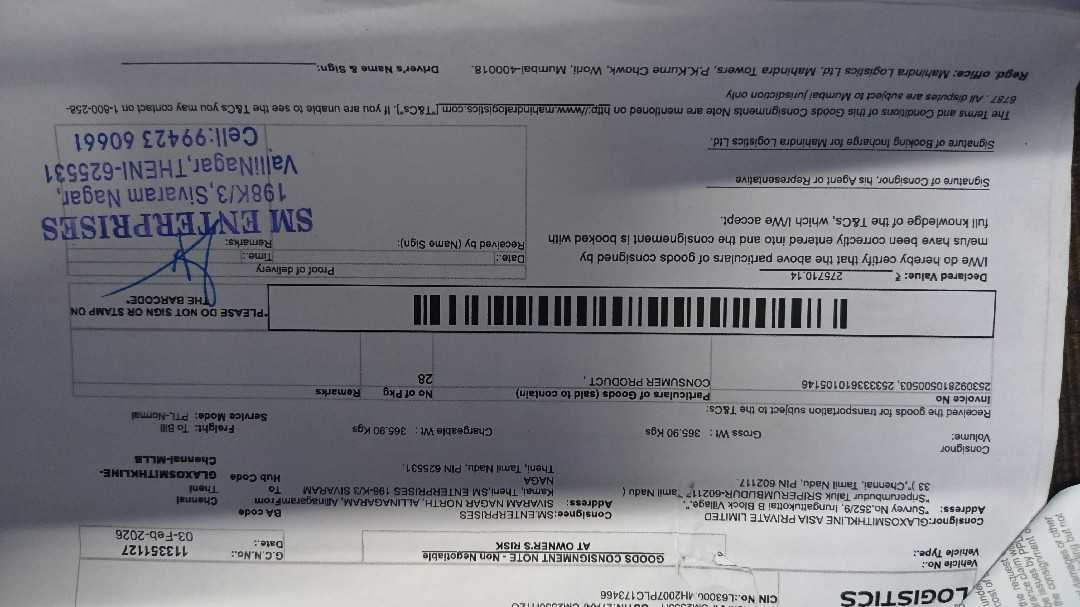 LOGISTICS
CIN No.:L63000MH2007PLC173466
Vehicle No.:
Vehicle Type:
GOODS CONSIGNMENT NOTE - Non Negotiable
AT OWNER'S RISK
G.C.N No.: 113351127
Date: 03-Feb-2026
Consignor:GLAXOSMITHKLINE ASIA PRIVATE LIMITED
Address: "Survey No.352/9, Irungattukottai B Block Village,",
"Sriperumbudur Taluk SRIPERUMBUDUR-602117", "Tamil Nadu (
33 )",Chennai, Tamil Nadu, PIN 602117.
Consignee:SM.ENTERPRISES
Address: SIVARAM NAGAR NORTH, ALLINAGARAM, Allinagaram
Kamai, Theni,SM ENTERPRISES 198-K/3 SIVARAM
NAGA
Theni, Tamil Nadu, PIN 625531.
BA code
From Chennai
To Theni
Hub Code GLAXOSMITHKLINE-
Chennai-MLLB
Consignor
Volume:
Gross Wt : 365.90 Kgs
Chargeable Wt : 365.90 Kgs
Freight: To Bill
Service Mode: PTL-Normal
Received the goods for transportation subject to the T&Cs:
Invoice No
Particulars of Goods (said to contain)
No of Pkg
Remarks
2530928105000503, 2533336101105146
CONSUMER PRODUCT ,
28
*PLEASE DO NOT SIGN OR STAMP ON
THE BARCODE*
Declared Value: ₹ 275710.14
I/We do hereby certify that the above particulars of goods consigned by
me/us have been correctly entered into and the consignement is booked with
full knowledge of the T&Cs, which I/We accept.
Proof of delivery
Date.:
Time.:
Received by (Name Sign):
Remarks:
SM ENTERPRISES
198K/3,Sivaram Nagar,
ValliNagar,THENI-625531
Cell:99423 60661
Signature of Consignor, his Agent or Representative
Signature of Booking Incharge for Mahindra Logistics Ltd.
The Terms and Conditions of this Goods Consignments Note are mentioned on http://www.mahindralogistics.com ["T&Cs"]. If you are unable to see the T&Cs you may contact on 1-800-258-
6787 . All disputes are subject to Mumbai jurisdiction only
Regd. office: Mahindra Logistics Ltd, Mahindra Towers, P.K.Kurne Chowk, Worli, Mumbai-400018.
Driver's Name & Sign: